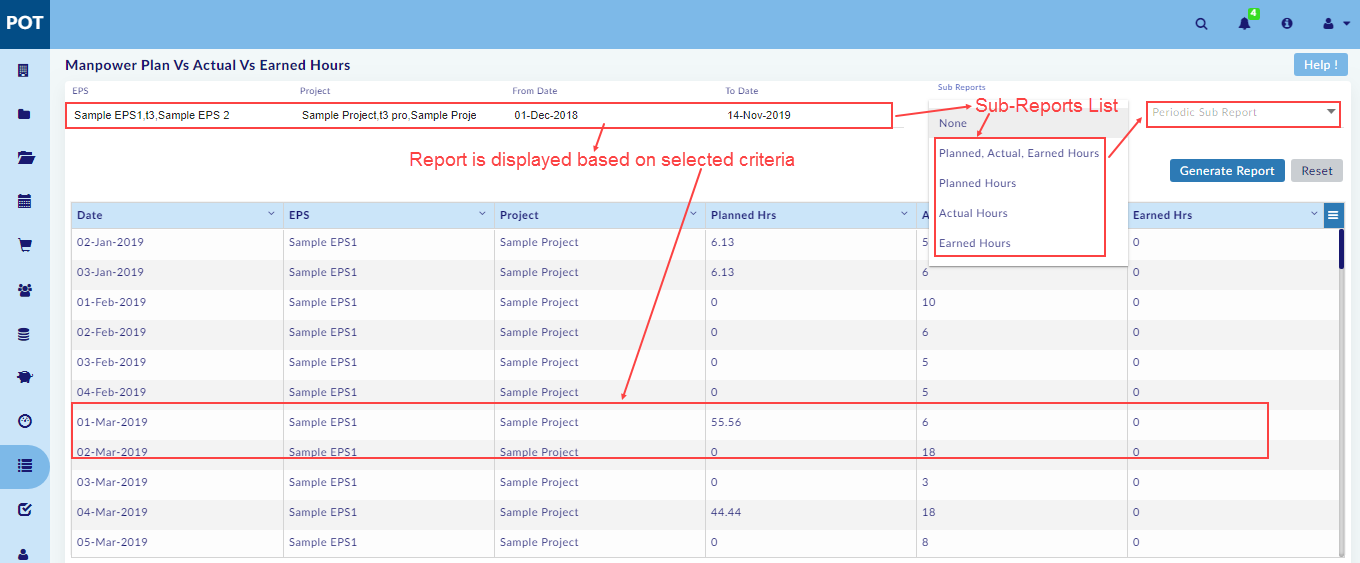 POT
4
Manpower Plan Vs Actual Vs Earned Hours
Help !
EPS Project From Date To Date Sub Reports
Sample EPS1,t3,Sample EPS 2 Sample Project,t3 pro,Sample Proje 01-Dec-2018 14-Nov-2019
Sub-Reports List
Periodic Sub Report
None
Planned, Actual, Earned Hours
Planned Hours
Actual Hours
Earned Hours
Report is displayed based on selected criteria
Generate Report Reset
Date EPS Project Planned Hrs A Earned Hrs
02-Jan-2019 Sample EPS1 Sample Project 6.13 5 0
03-Jan-2019 Sample EPS1 Sample Project 6.13 6 0
01-Feb-2019 Sample EPS1 Sample Project 0 10 0
02-Feb-2019 Sample EPS1 Sample Project 0 6 0
03-Feb-2019 Sample EPS1 Sample Project 0 5 0
04-Feb-2019 Sample EPS1 Sample Project 0 5 0
01-Mar-2019 Sample EPS1 Sample Project 55.56 6 0
02-Mar-2019 Sample EPS1 Sample Project 0 18 0
03-Mar-2019 Sample EPS1 Sample Project 0 3 0
04-Mar-2019 Sample EPS1 Sample Project 44.44 18 0
05-Mar-2019 Sample EPS1 Sample Project 0 8 0